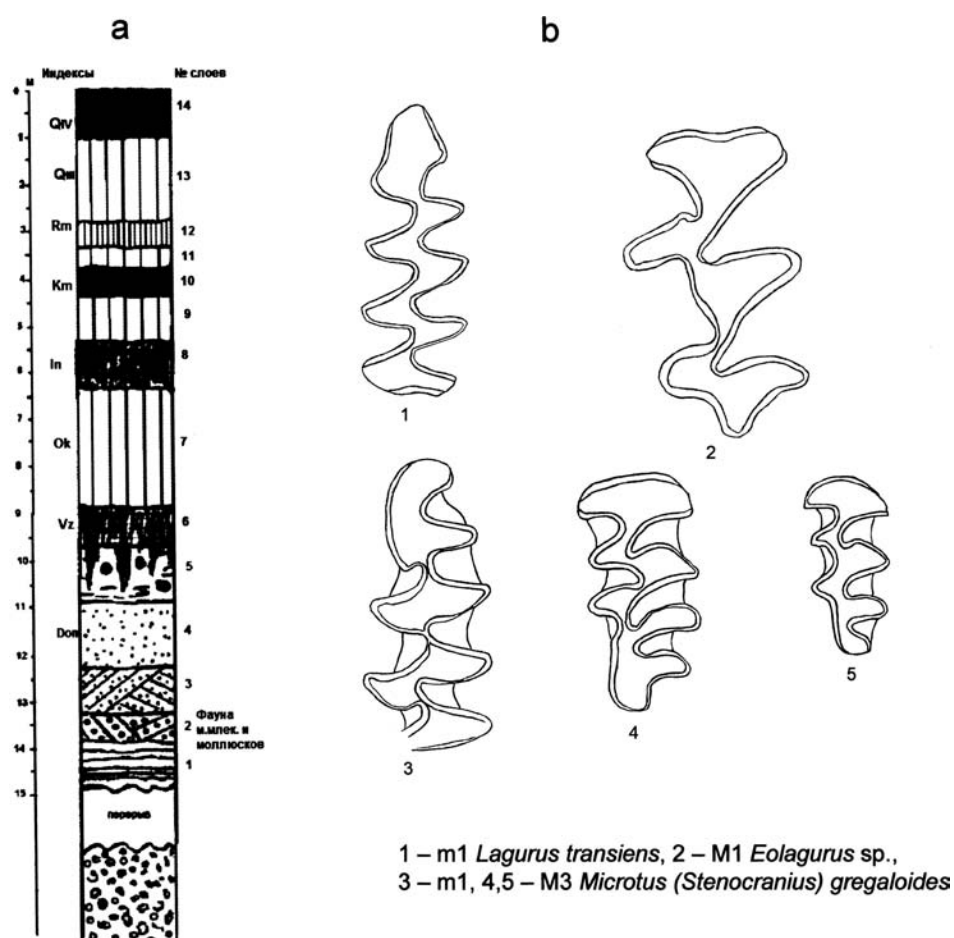 a
b
Индексы
№ слоев
м
0
1
2
3
4
5
6
7
8
9
10
11
12
13
14
15
QIV
QIII
Rm
Km
In
Ok
Vz
Don
14
13
12
11
10
9
8
7
6
5
4
3
2
1
Фауна
м.млек. и
моллюсков
перерыв
1
2
3
4
5
1 – m1 Lagurus transiens, 2 – M1 Eolagurus sp.,
3 – m1, 4,5 – M3 Microtus (Stenocranius) gregaloides